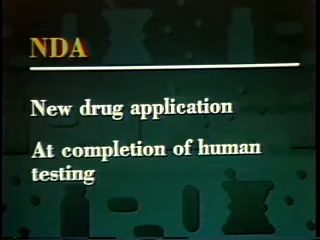 NDA
New drug application
At completion of human
testing